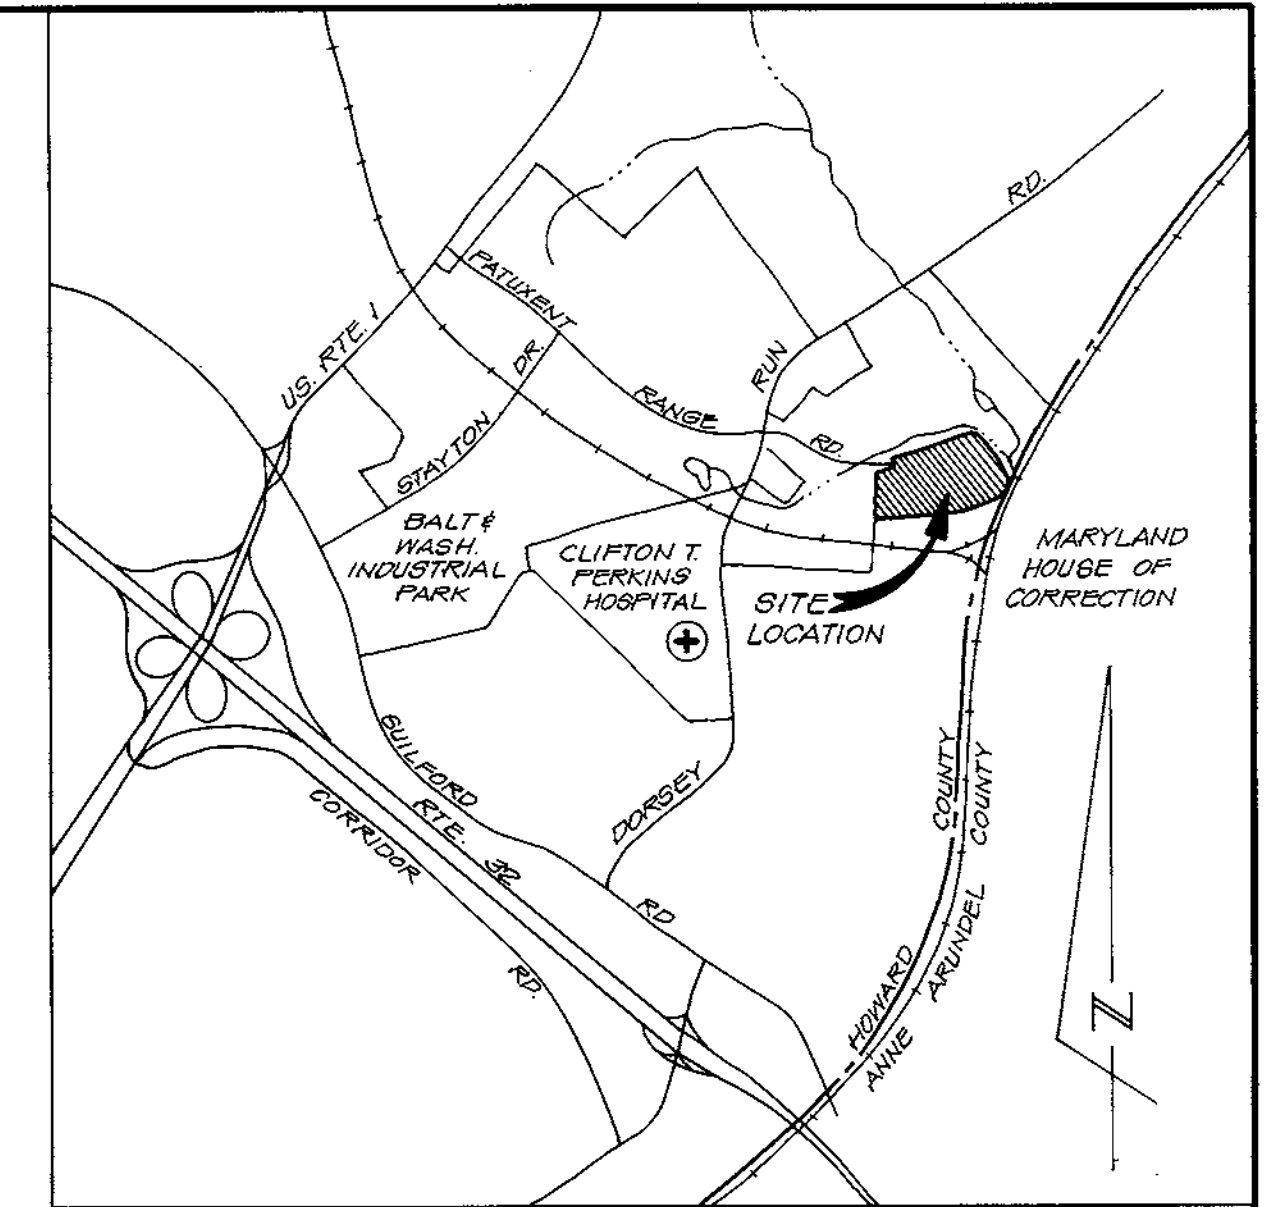 RD.
PATUXENT
US. RTE. 1
DR.
RUN
RANGE
RD.
STAYTON
BALT &
WASH.
INDUSTRIAL
PARK
CLIFTON T.
PERKINS
HOSPITAL
SITE
LOCATION
MARYLAND
HOUSE OF
CORRECTION
GUILFORD
RTE. 32
CORRIDOR
DORSEY
RD
RD.
HOWARD COUNTY
ANNE ARUNDEL COUNTY
N